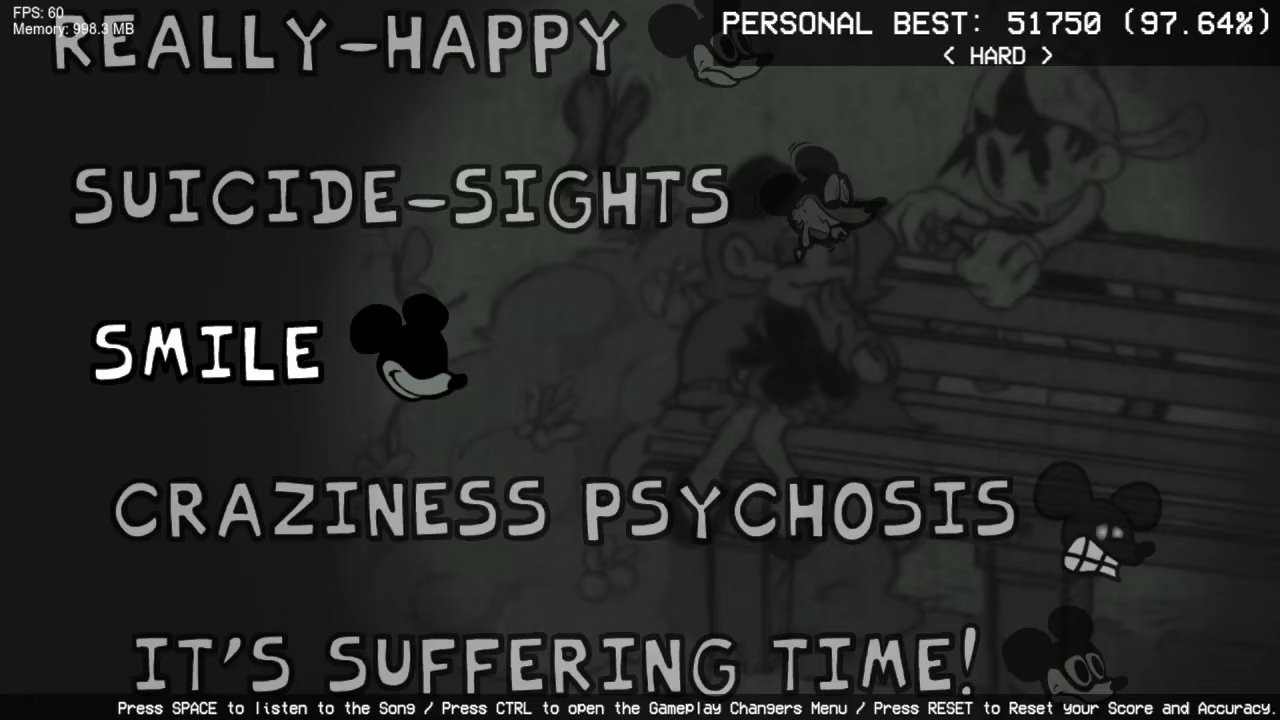 FPS: 60
Memory: 998.3 MB
PERSONAL BEST: 51750 (97.64%)
< HARD >
REALLY-HAPPY
SUICIDE-SIGHTS
SMILE
CRAZINESS PSYCHOSIS
IT'S SUFFERING TIME!
Press SPACE to listen to the Song / Press CTRL to open the Gameplay Changers Menu / Press RESET to Reset your Score and Accuracy.